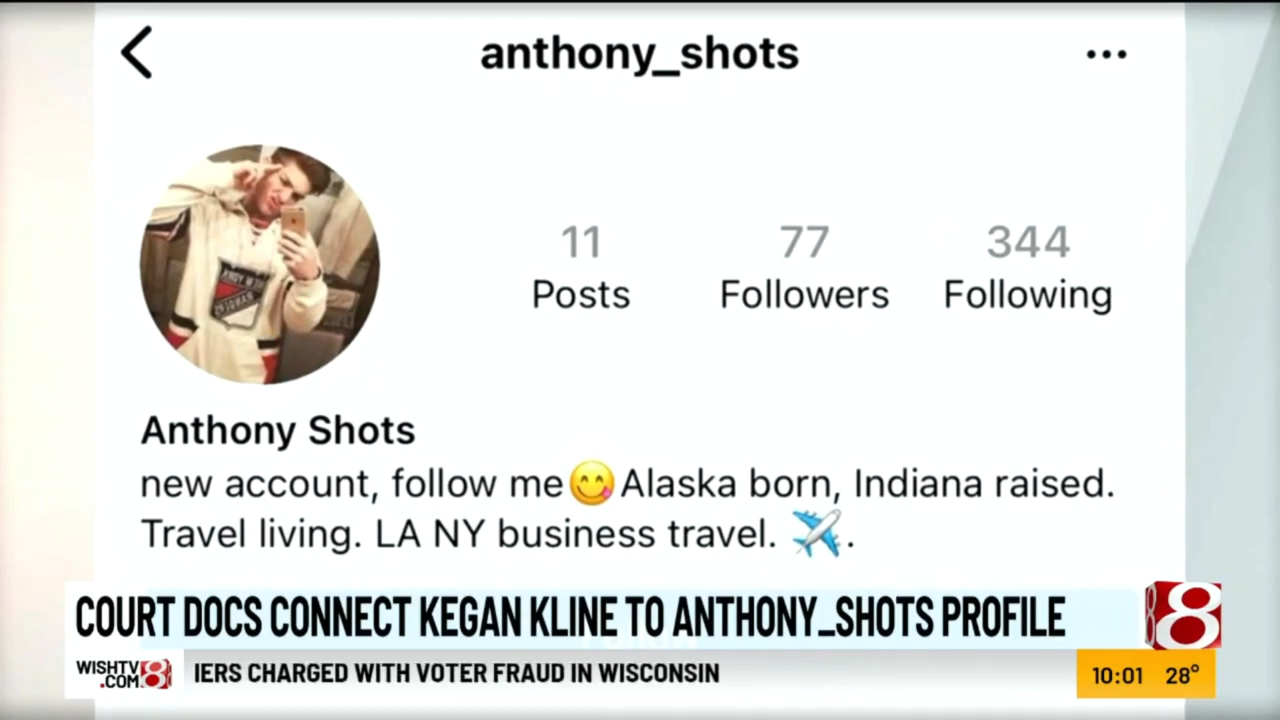 anthony_shots
11
77
344
Posts
Followers
Following
Anthony Shots
new account, follow me😋Alaska born, Indiana raised.
Travel living. LA NY business travel. ✈️.
COURT DOCS CONNECT KEGAN KLINE TO ANTHONY_SHOTS PROFILE
8
WISHTV
.COM 8
IERS CHARGED WITH VOTER FRAUD IN WISCONSIN
10:01 28°